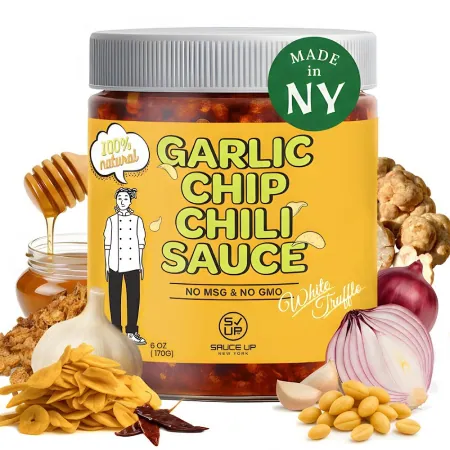 MADE
in
NY
100%
natural
GARLIC
CHIP
CHILI
SAUCE
NO MSG & NO GMO
White
Truffle
S
UP
6 OZ
(170G)
SAUCE UP
NEW YORK